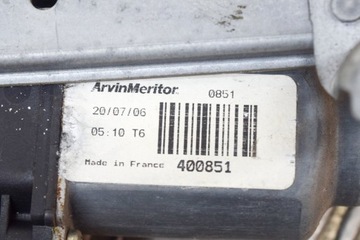 ArvinMeritor 0851
20/07/06
05:10 T6
Made in France 400851